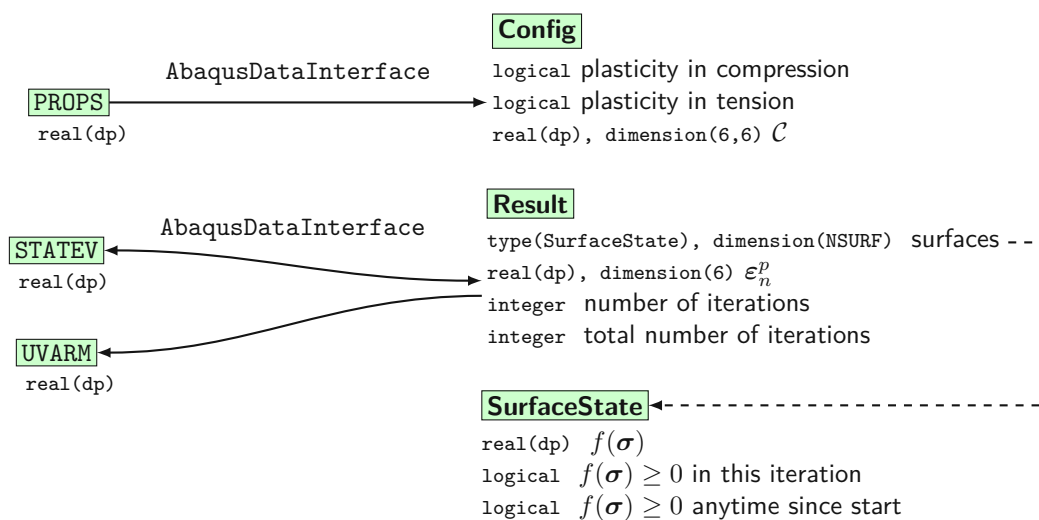 Config
AbaqusDataInterface
logical plasticity in compression
PROPS
logical plasticity in tension
real(dp)
real(dp), dimension(6,6) 𝒞
Result
AbaqusDataInterface
type(SurfaceState), dimension(NSURF) surfaces
STATEV
real(dp)
real(dp), dimension(6) εₙᵖ
integer number of iterations
integer total number of iterations
UVARM
real(dp)
SurfaceState
real(dp) f(σ)
logical f(σ) ≥ 0 in this iteration
logical f(σ) ≥ 0 anytime since start